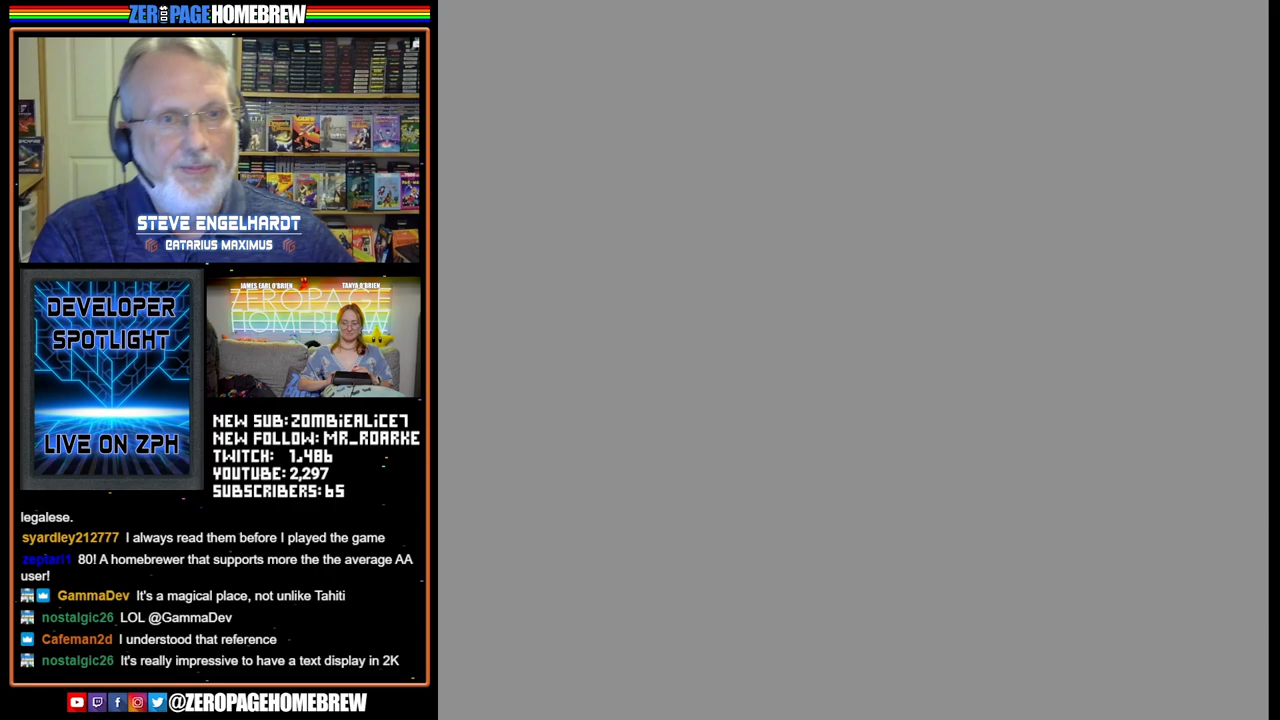 ZER PAGE HOMEBREW
STEVE ENGELHARDT
@ATARIUS MAXIMUS
DEVELOPER
SPOTLIGHT
LIVE ON ZPH
JAMES EARL O'BRIEN
TANYA O'BRIEN
ZEROPAGE
HOMEBREW
NEW SUB: ZOMBIEALICE7
NEW FOLLOW: MR_ROARKE
TWITCH: 1,486
YOUTUBE: 2,297
SUBSCRIBERS: 65
legalese.
syardley212777 I always read them before I played the game
zeptari1 80! A homebrewer that supports more the the average AA
user!
GammaDev It's a magical place, not unlike Tahiti
nostalgic26 LOL @GammaDev
Cafeman2d I understood that reference
nostalgic26 It's really impressive to have a text display in 2K
@ZEROPAGEHOMEBREW